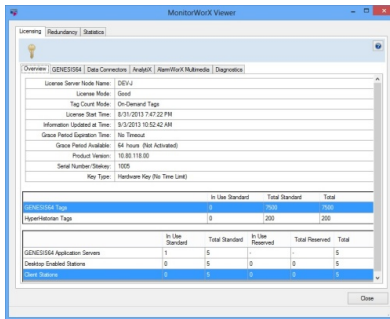 MonitorWorX Viewer
Licensing Redundancy Statistics
Overview GENESIS64 Data Connectors AnalytiX AlarmWorX Multimedia Diagnostics
License Server Node Name: DEV-J
License Mode: Good
Tag Count Mode: On-Demand Tags
License Start Time: 8/31/2013 7:47:22 PM
Information Updated at Time: 9/3/2013 10:52:42 AM
Grace Period Expiration Time: No Timeout
Grace Period Available: 64 hours (Not Activated)
Product Version: 10.80.118.00
Serial Number/Sitekey: 1005
Key Type: Hardware Key (No Time Limit)
In Use Standard Total Standard Total
GENESIS64 Tags 0 7500 7500
HyperHistorian Tags 0 200 200
In Use Standard Total Standard In Use Reserved Total Reserved Total
GENESIS64 Application Servers 1 5 - - 5
Desktop Enabled Stations 0 5 0 0 5
Client Stations 0 5 0 0 5
Close